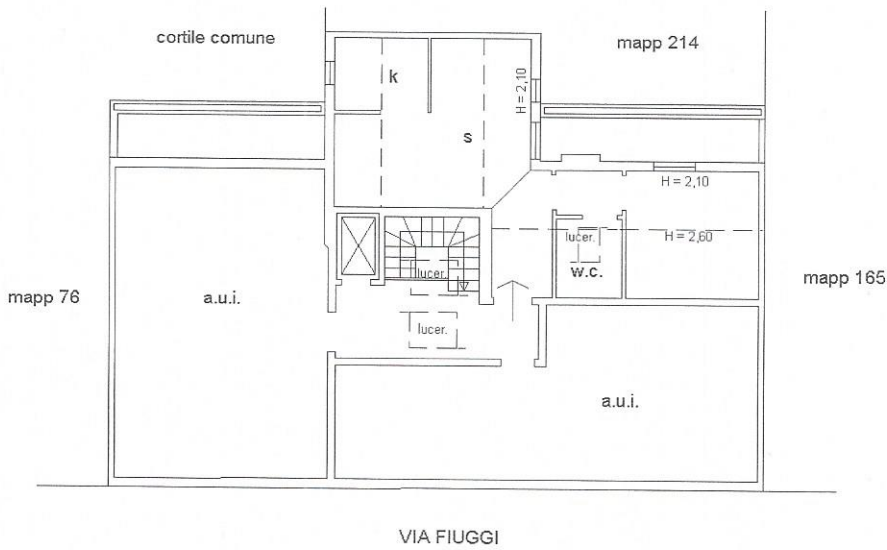 cortile comune
mapp 214
k
H = 2,10
s
H = 2,10
lucer.
H = 2,60
lucer.
w.c.
mapp 76
a.u.i.
mapp 165
lucer.
a.u.i.
VIA FIUGGI